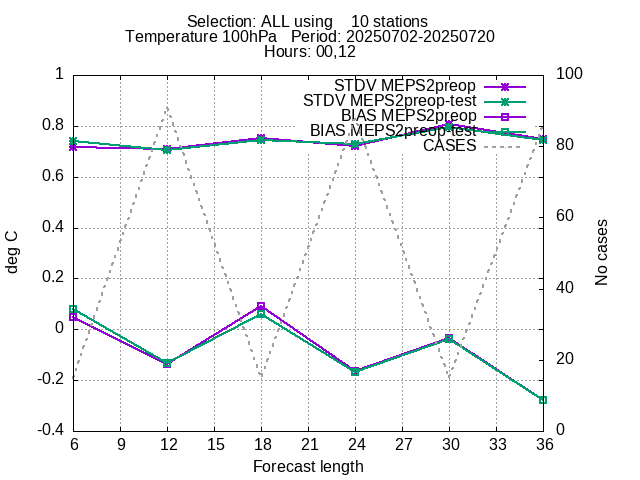 Selection: ALL using    10 stations
Temperature 100hPa   Period: 20250702-20250720
Hours: 00,12
STDV MEPS2preop
STDV MEPS2preop-test
BIAS MEPS2preop
BIAS MEPS2preop-test
CASES
1
0.8
0.6
0.4
0.2
0
-0.2
-0.4
deg C
100
80
60
40
20
0
No cases
6 9 12 15 18 21 24 27 30 33 36
Forecast length